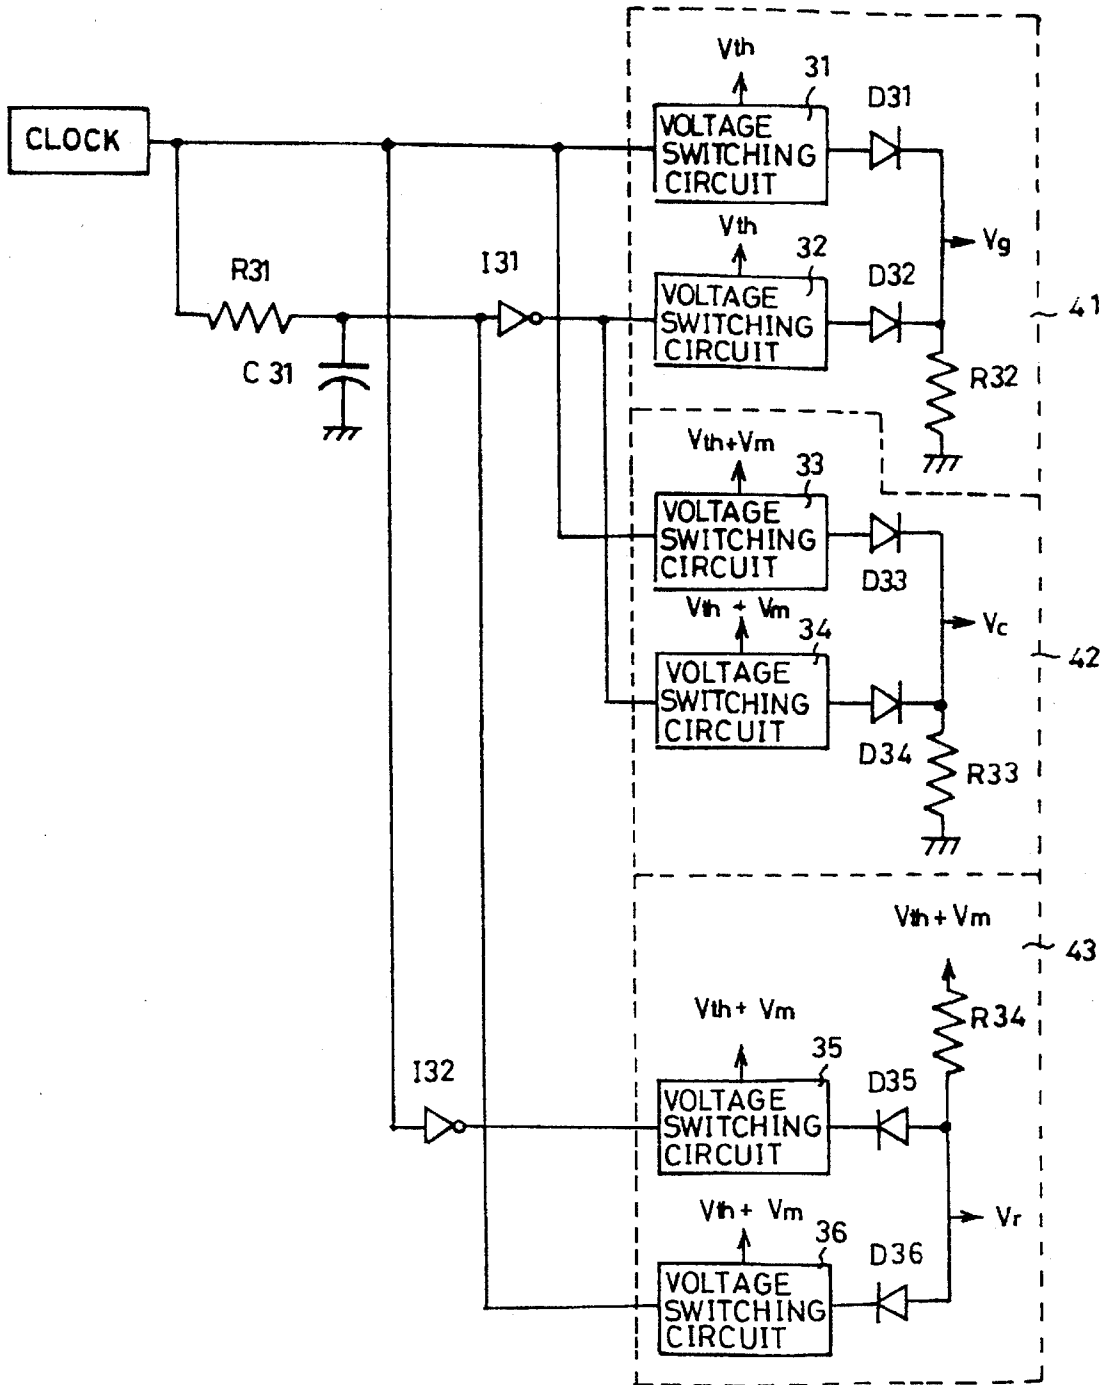 CLOCK
Vth
31
D31
VOLTAGE
SWITCHING
CIRCUIT
Vg
Vth
32
D32
I31
R31
VOLTAGE
SWITCHING
CIRCUIT
41
C 31
R32
Vth+Vm
33
VOLTAGE
SWITCHING
CIRCUIT
D33
Vth + Vm
34
Vc
42
VOLTAGE
SWITCHING
CIRCUIT
D34
R33
Vth + Vm
43
R34
Vth + Vm
35
I32
D35
VOLTAGE
SWITCHING
CIRCUIT
Vth + Vm
36
Vr
D36
VOLTAGE
SWITCHING
CIRCUIT